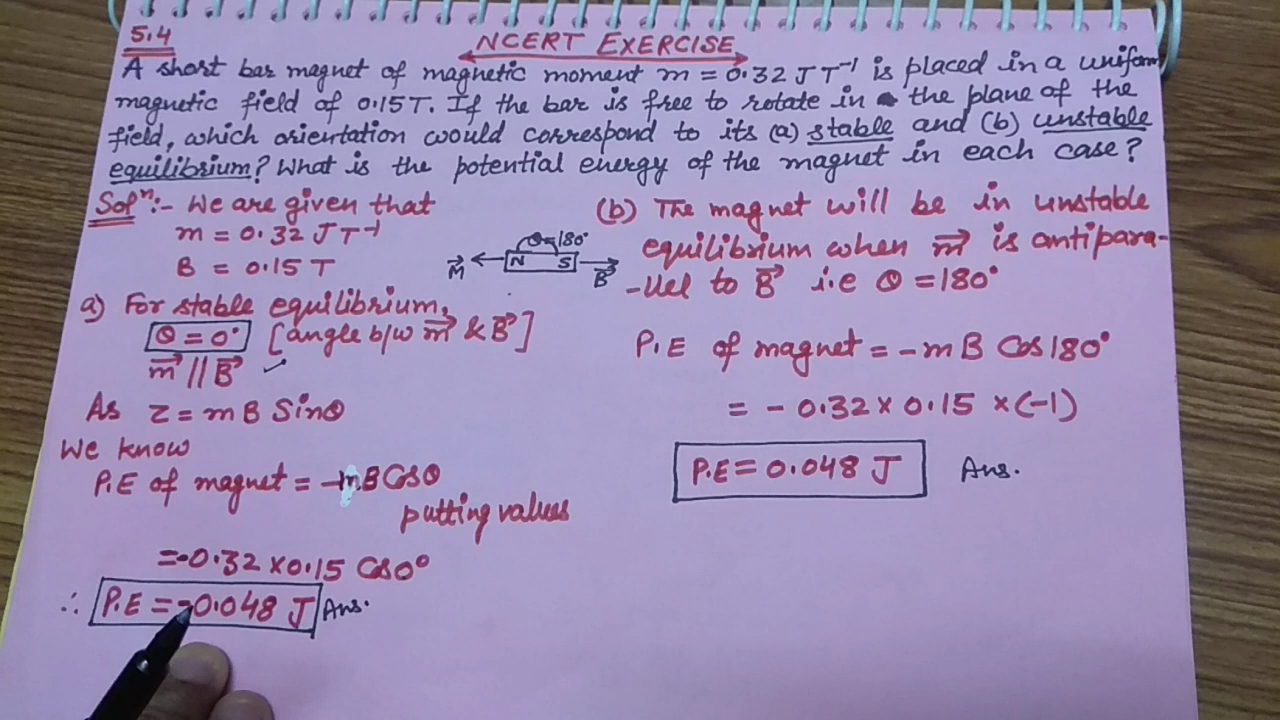 5.4
NCERT EXERCISE
A short bar magnet of magnetic moment m = 0.32 J T⁻¹ is placed in a uniform
magnetic field of 0.15T. If the bar is free to rotate in the plane of the
field, which orientation would correspond to its (a) stable and (b) unstable
equilibrium? What is the potential energy of the magnet in each case?
Solⁿ:- We are given that
m = 0.32 J T⁻¹
B = 0.15 T
a) For stable equilibrium,
θ = 0° [angle b/w m⃗ & B⃗]
m⃗ // B⃗ ✓
As τ = m B Sinθ
We know
P.E of magnet = -mB Cosθ
putting values
= -0.32 × 0.15 Cos0°
∴ P.E = -0.048 J Ans.
θ=180°
M⃗ N S B⃗
(b) The magnet will be in unstable
equilibrium when m⃗ is antipara-
-llel to B⃗ i.e θ = 180°
P.E of magnet = -m B Cos 180°
= - 0.32 × 0.15 × (-1)
P.E = 0.048 J Ans.